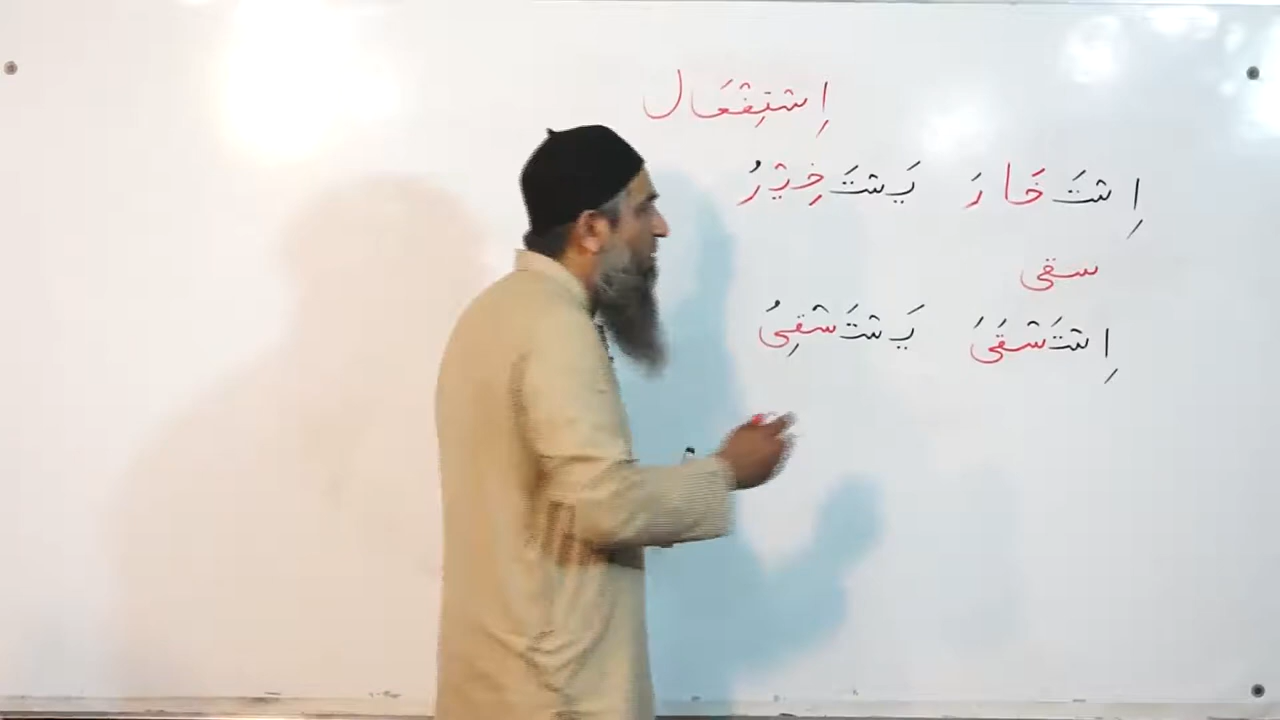 اِسْتِفْعَال
اِسْتَخَارَ يَسْتَخِيْرُ
سقى
اِسْتَسْقَيَ يَسْتَسْقِيُ